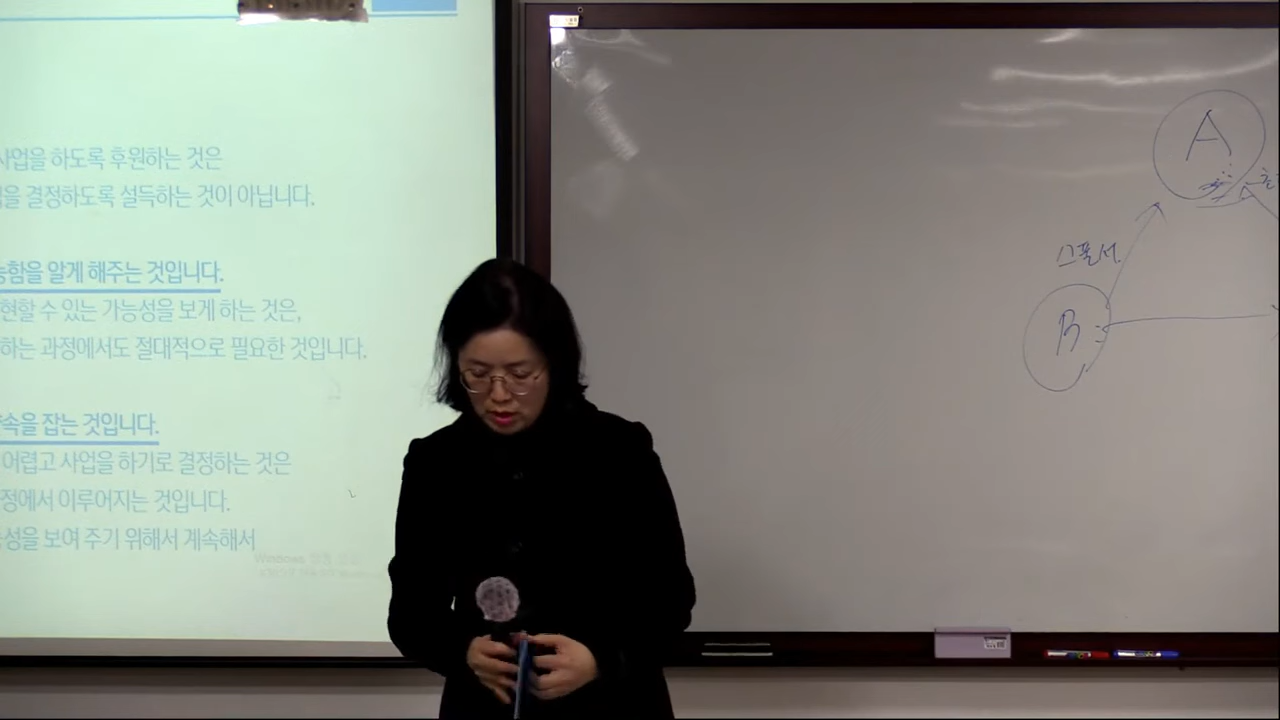 사업을 하도록 후원하는 것은
을 결정하도록 설득하는 것이 아닙니다.
능함을 알게 해주는 것입니다.
현할 수 있는 가능성을 보게 하는 것은,
하는 과정에서도 절대적으로 필요한 것입니다.
속을 잡는 것입니다.
어렵고 사업을 하기로 결정하는 것은
정에서 이루어지는 것입니다.
성을 보여 주기 위해서 계속해서
Windows
A
스폰서.
B